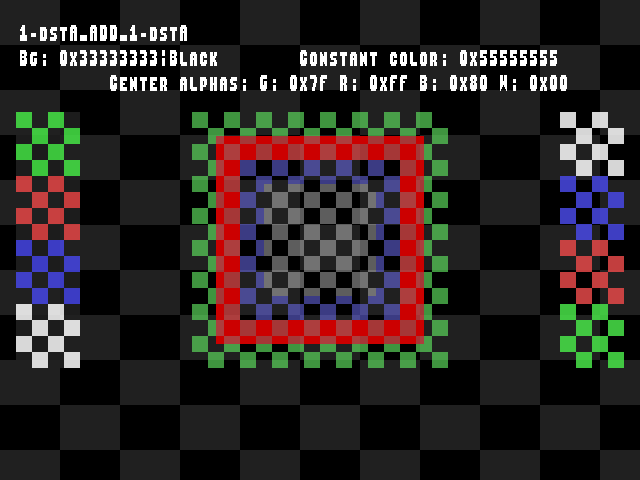 1-dstA_ADD_1-dstA
Bg: 0x33333333¦Black Constant color: 0x55555555
Center alphas: G: 0x7F R: 0xFF B: 0x80 W: 0x00